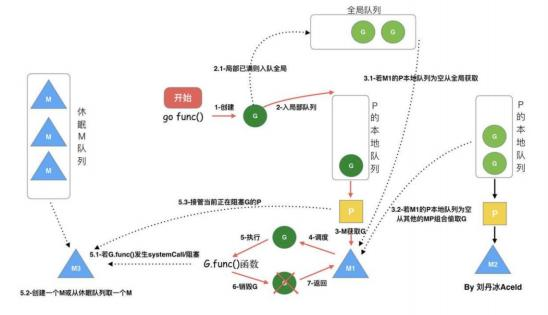 全局队列
G
G
2.1-局部已满则入队全局
3.1-若M1的P本地队列为空从全局获取
开始
go func()
1-创建
G
2-入局部队列
休眠M队列
M
M
M
P的本地队列
G
P的本地队列
G
G
5.3-接管当前正在阻塞G的P
P
3-M获取G
3.2-若M1的P本地队列为空
从其他的MP组合偷取G
P
5-执行
G
4-调度
5.1-若G.func()发生systemCall/阻塞
G.func()函数
M3
M1
M2
6-销毁G
G
7-返回
5.2-创建一个M或从休眠队列取一个M
By 刘丹冰Aceld